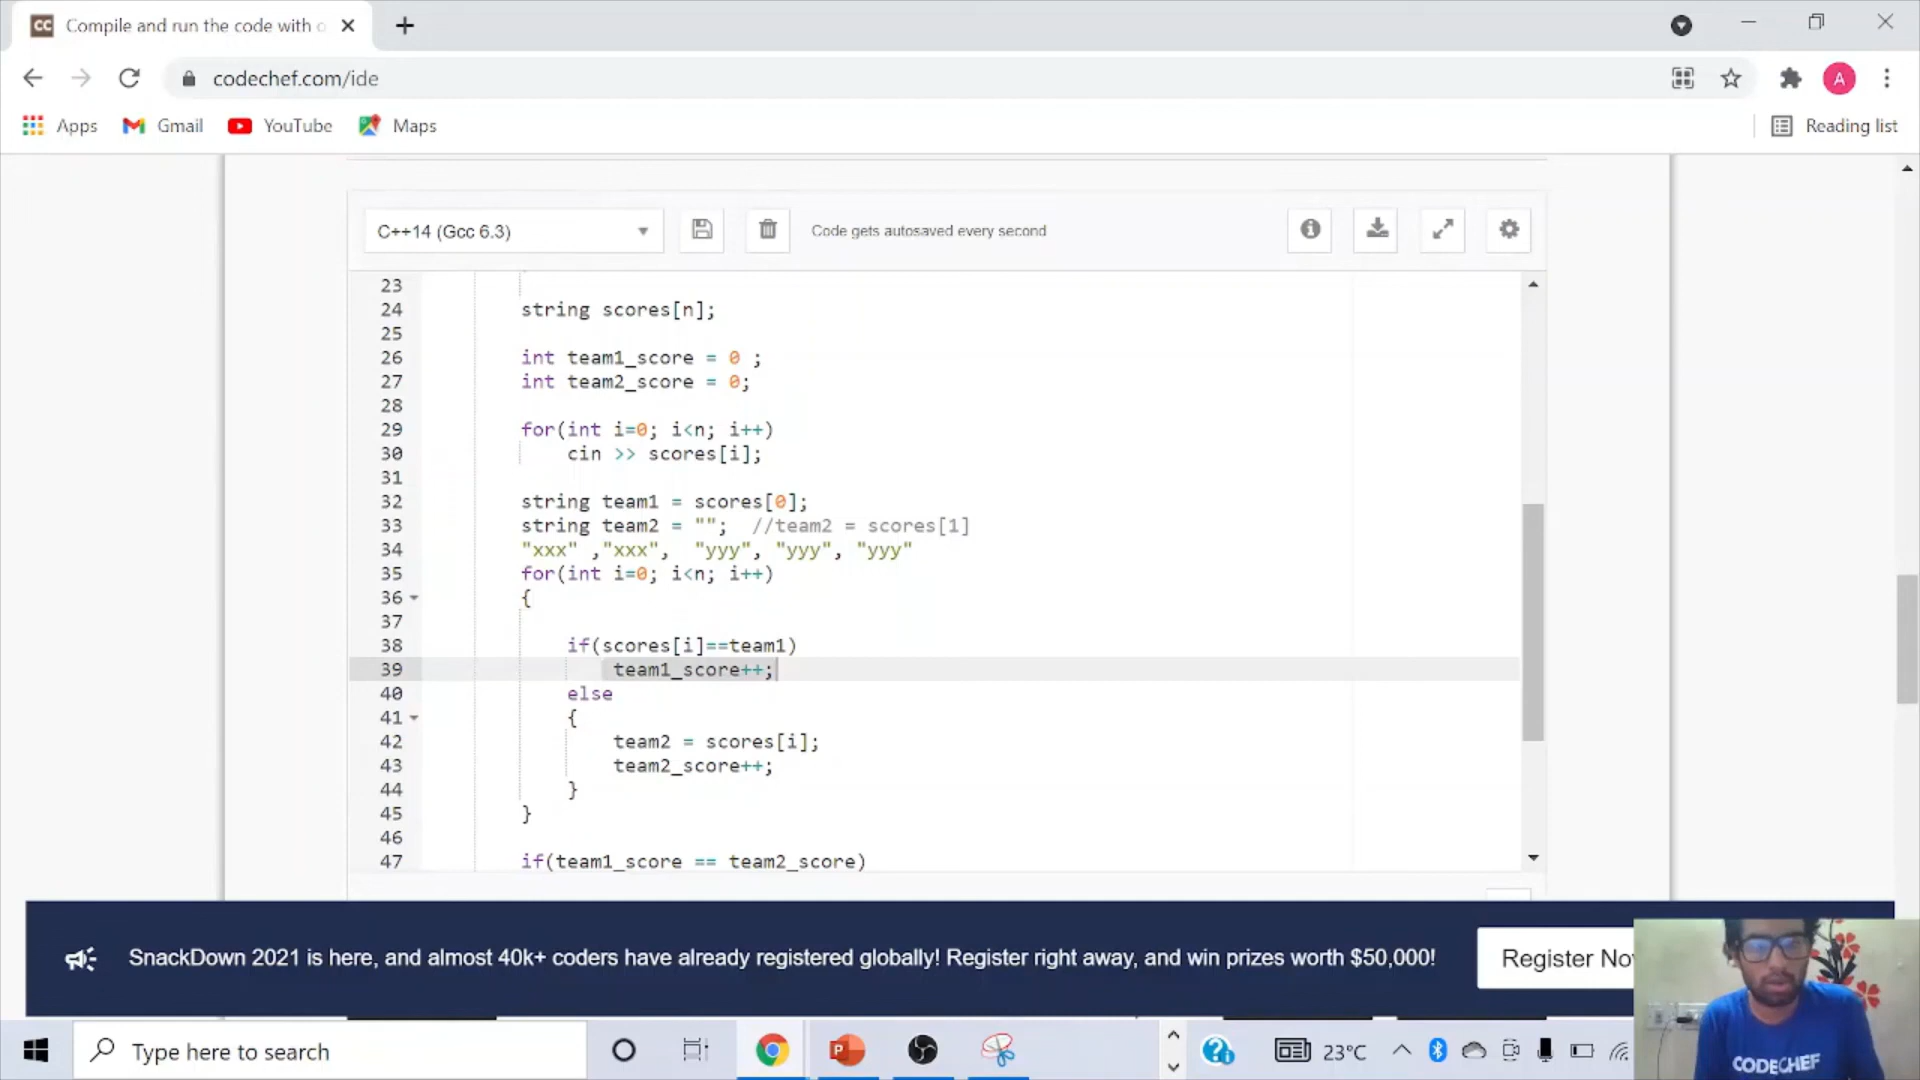 CC Compile and run the code with o
codechef.com/ide
A
Apps Gmail YouTube Maps Reading list
C++14 (Gcc 6.3) Code gets autosaved every second
23
24 string scores[n];
25
26 int team1_score = 0 ;
27 int team2_score = 0;
28
29 for(int i=0; i<n; i++)
30 cin >> scores[i];
31
32 string team1 = scores[0];
33 string team2 = ""; //team2 = scores[1]
34 "xxx" ,"xxx", "yyy", "yyy", "yyy"
35 for(int i=0; i<n; i++)
36 {
37
38 if(scores[i]==team1)
39 team1_score++;
40 else
41 {
42 team2 = scores[i];
43 team2_score++;
44 }
45 }
46
47 if(team1_score == team2_score)
SnackDown 2021 is here, and almost 40k+ coders have already registered globally! Register right away, and win prizes worth $50,000! Register Now
CODECHEF
Type here to search
P
23°C